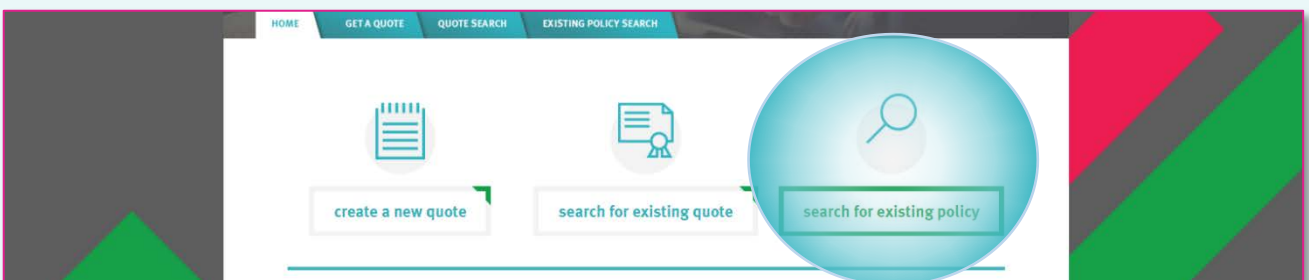 HOME GET A QUOTE QUOTE SEARCH EXISTING POLICY SEARCH
create a new quote search for existing quote search for existing policy